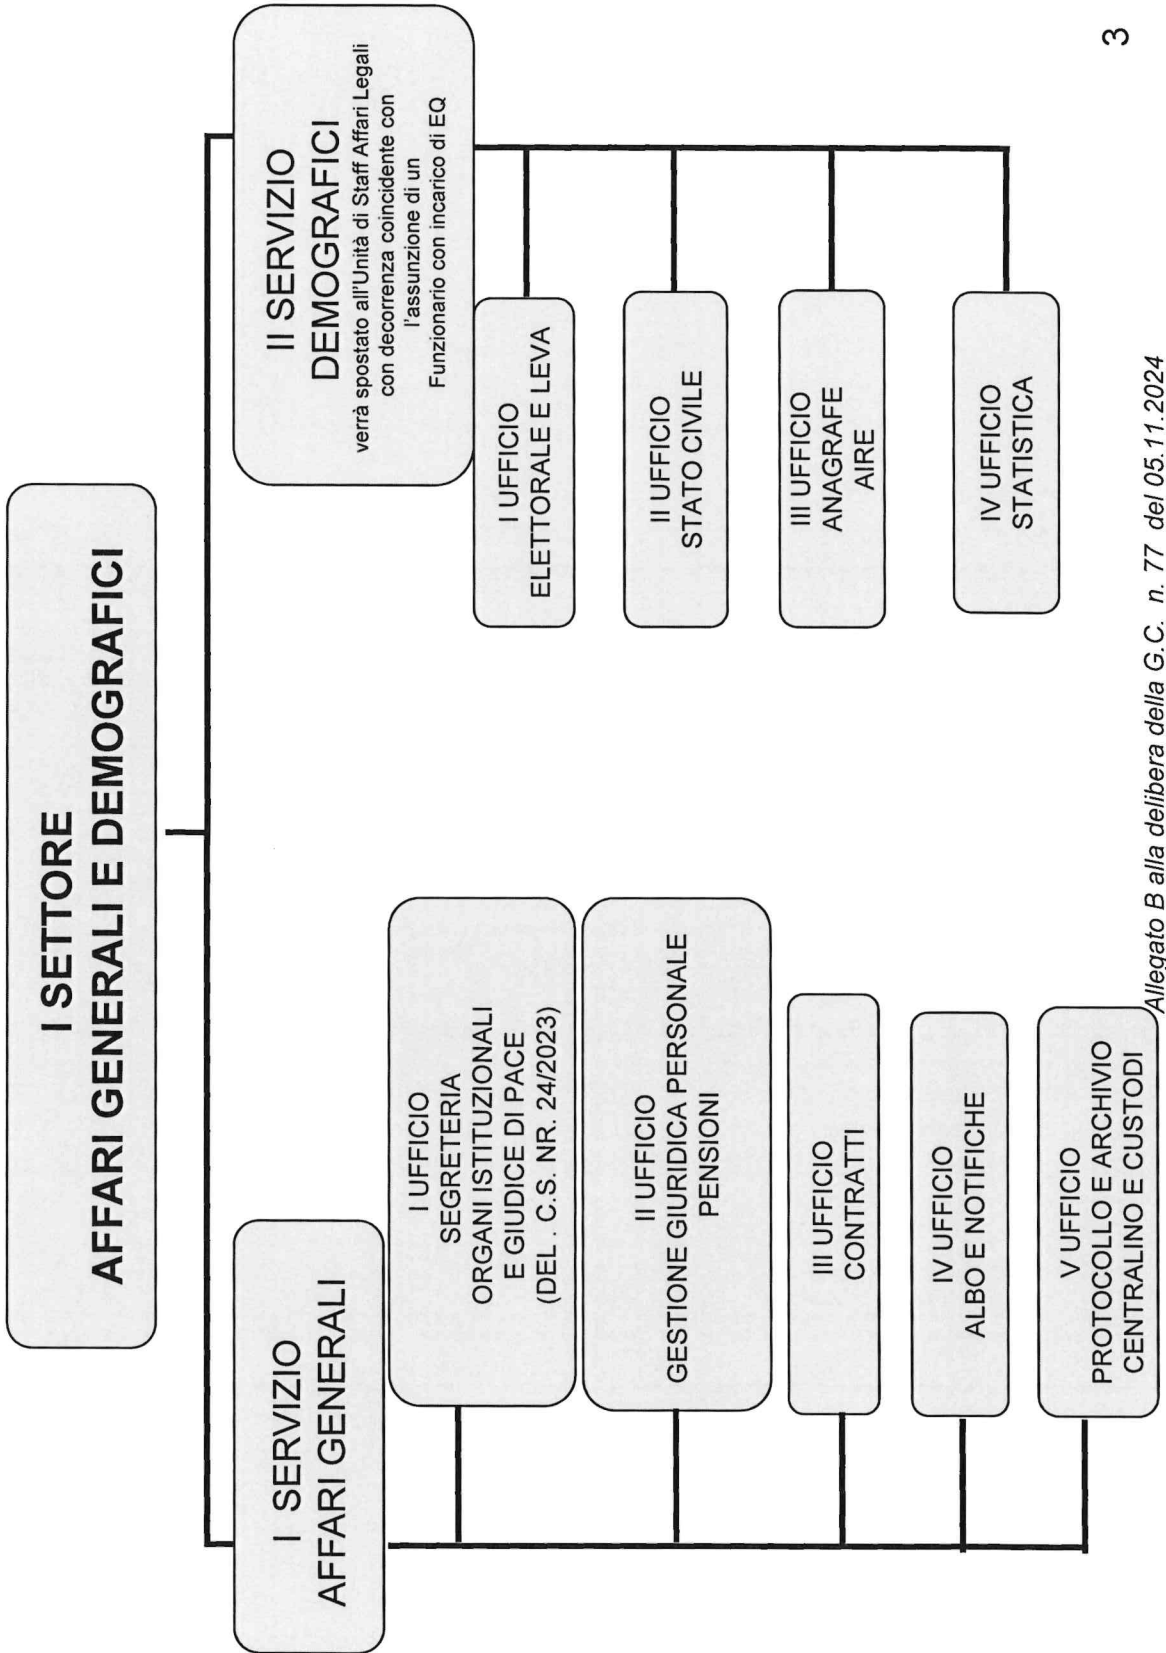 I SETTORE
AFFARI GENERALI E DEMOGRAFICI
I SERVIZIO
AFFARI GENERALI
I UFFICIO
SEGRETERIA
ORGANI ISTITUZIONALI
E GIUDICE DI PACE
(DEL . C.S. NR. 24/2023)
II UFFICIO
GESTIONE GIURIDICA PERSONALE
PENSIONI
III UFFICIO
CONTRATTI
IV UFFICIO
ALBO E NOTIFICHE
V UFFICIO
PROTOCOLLO E ARCHIVIO
CENTRALINO E CUSTODI
II SERVIZIO
DEMOGRAFICI
verrà spostato all'Unità di Staff Affari Legali
con decorrenza coincidente con
l'assunzione di un
Funzionario con incarico di EQ
I UFFICIO
ELETTORALE E LEVA
II UFFICIO
STATO CIVILE
III UFFICIO
ANAGRAFE
AIRE
IV UFFICIO
STATISTICA
Allegato B alla delibera della G.C. n. 77 del 05.11.2024
3